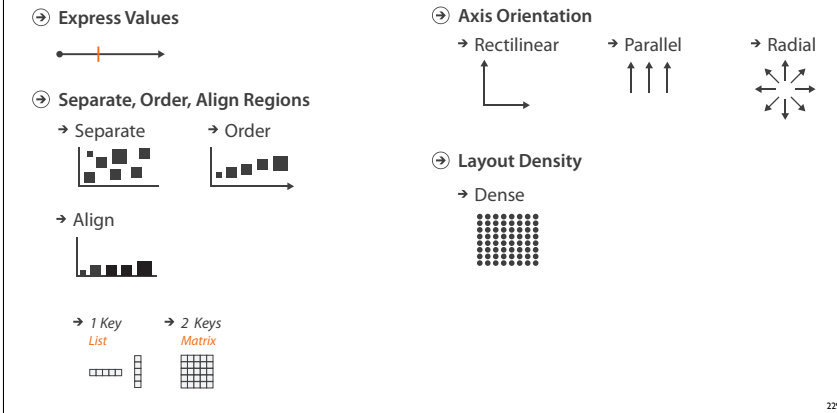 Express Values
Separate, Order, Align Regions
Separate
Order
Align
1 Key
List
2 Keys
Matrix
Axis Orientation
Rectilinear
Parallel
Radial
Layout Density
Dense